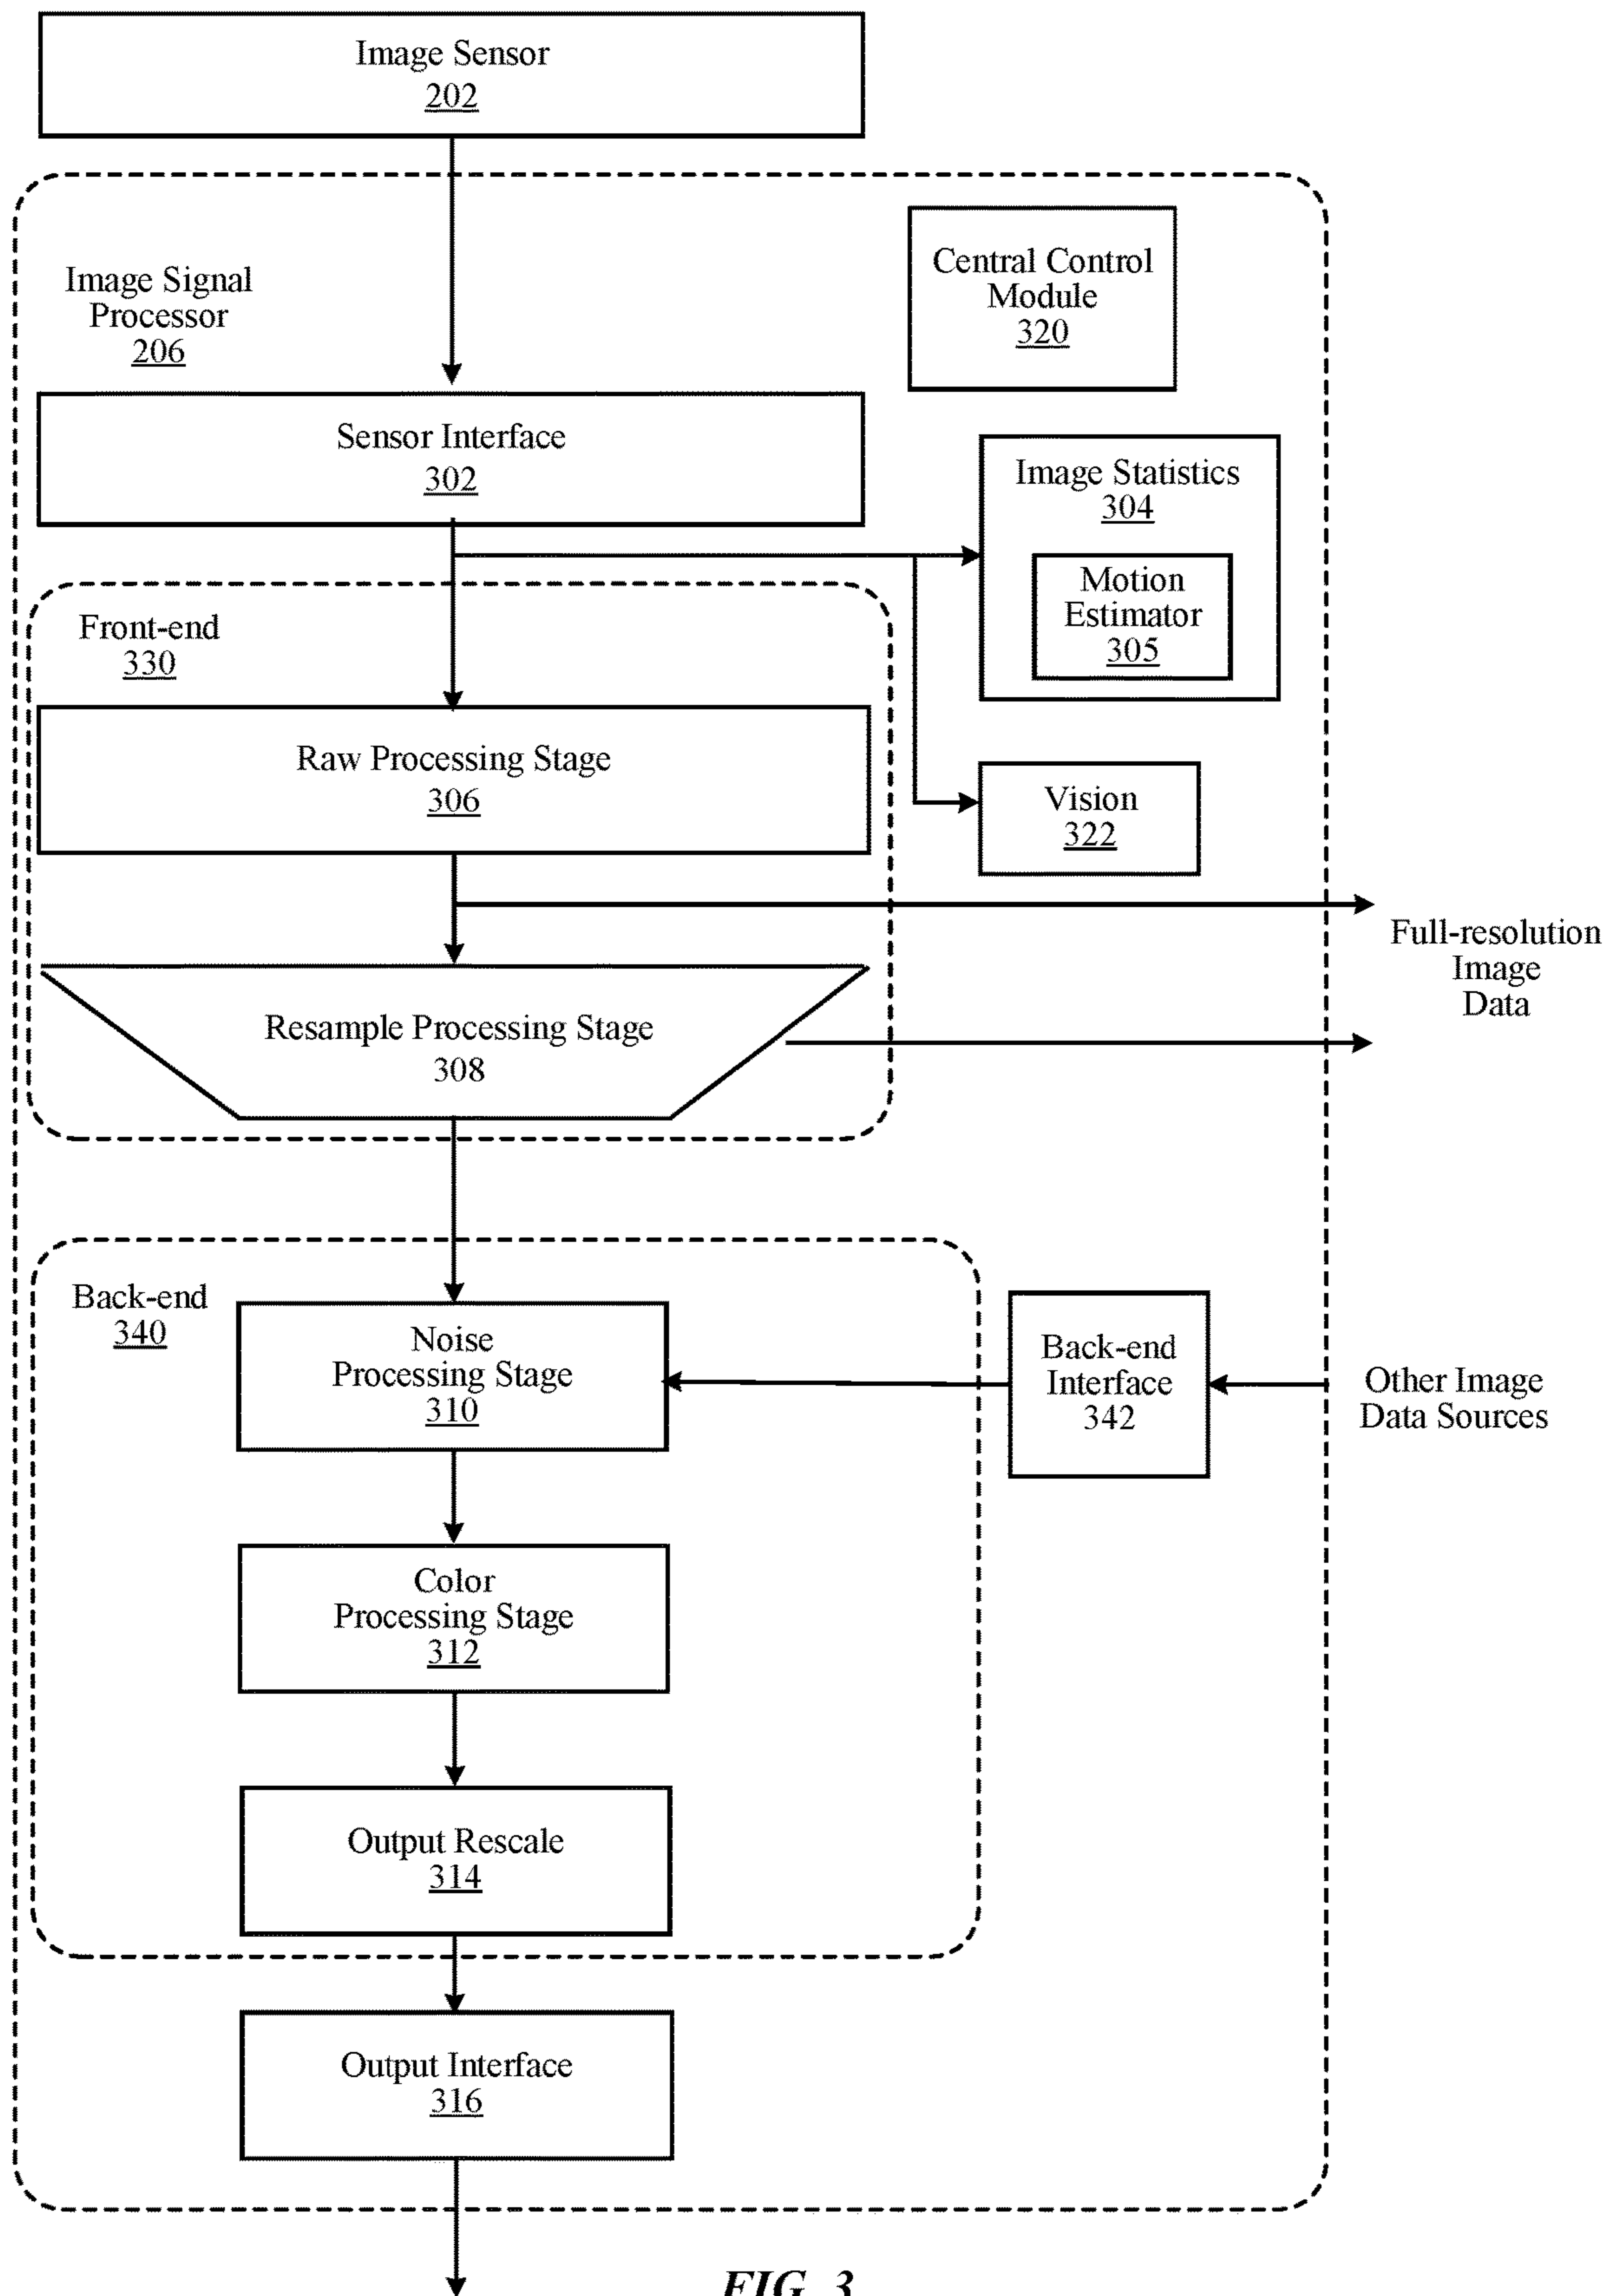 Image Sensor
202
Image Signal
Processor
206
Central Control
Module
320
Sensor Interface
302
Image Statistics
304
Motion
Estimator
305
Front-end
330
Raw Processing Stage
306
Vision
322
Full-resolution
Image
Data
Resample Processing Stage
308
Back-end
340
Noise
Processing Stage
310
Back-end
Interface
342
Other Image
Data Sources
Color
Processing Stage
312
Output Rescale
314
Output Interface
316
FIG. 3